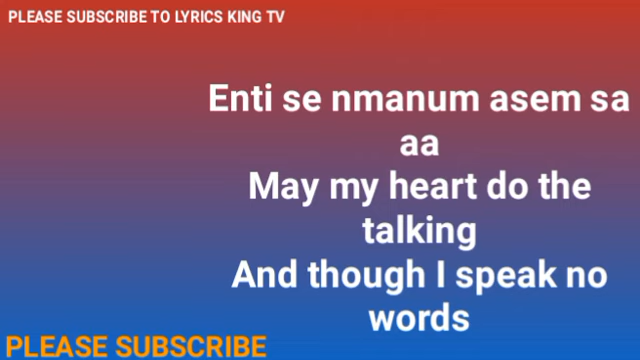 PLEASE SUBSCRIBE TO LYRICS KING TV
Enti se nmanum asem sa
aa
May my heart do the
talking
And though I speak no
words
PLEASE SUBSCRIBE